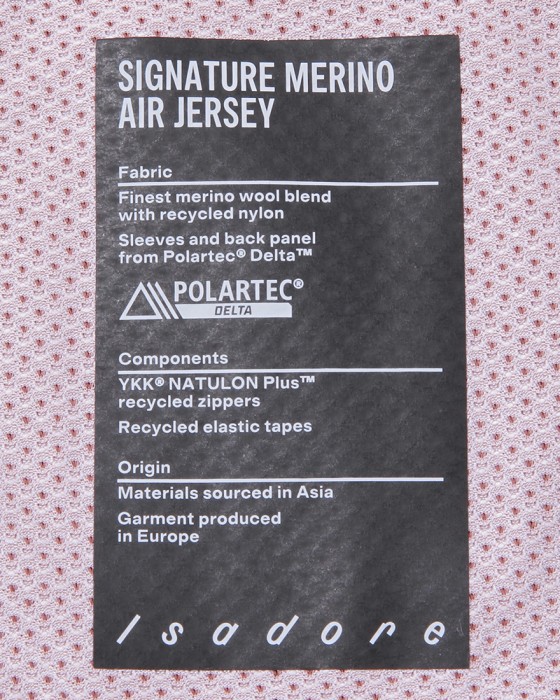 SIGNATURE MERINO
AIR JERSEY
Fabric
Finest merino wool blend
with recycled nylon
Sleeves and back panel
from Polartec® Delta™
POLARTEC®
DELTA
Components
YKK® NATULON Plus™
recycled zippers
Recycled elastic tapes
Origin
Materials sourced in Asia
Garment produced
in Europe
Isadore